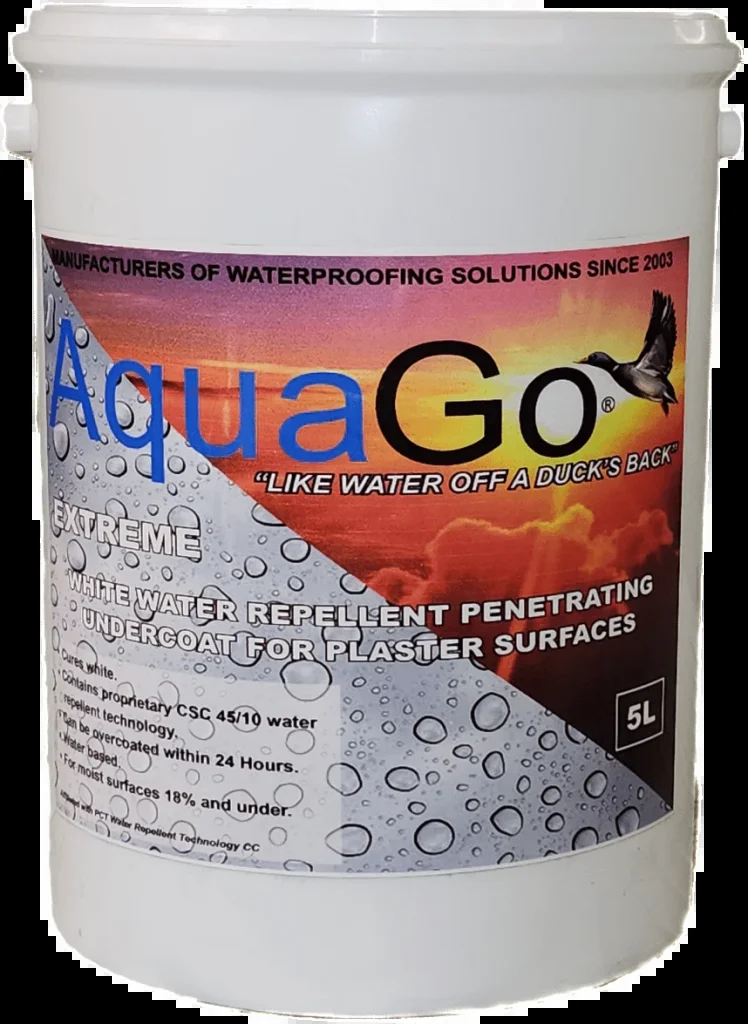 MANUFACTURERS OF WATERPROOFING SOLUTIONS SINCE 2003
AquaGo®
"LIKE WATER OFF A DUCK'S BACK"
EXTREME
WHITE WATER REPELLENT PENETRATING
UNDERCOAT FOR PLASTER SURFACES
5L
• Cures white.
• Contains proprietary CSC 45/10 water
repellent technology.
• Can be overcoated within 24 Hours.
• Water based.
• For moist surfaces 18% and under.
Affiliated with PCT Water Repellent Technology CC